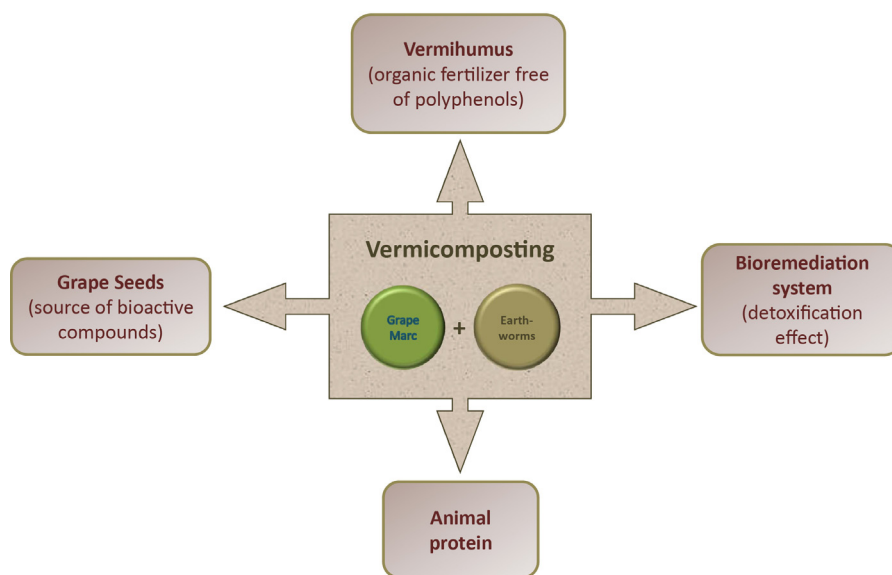 Vermihumus
(organic fertilizer free
of polyphenols)
Vermicomposting
Grape
Marc
+
Earth-
worms
Grape Seeds
(source of bioactive
compounds)
Bioremediation
system
(detoxification
effect)
Animal
protein